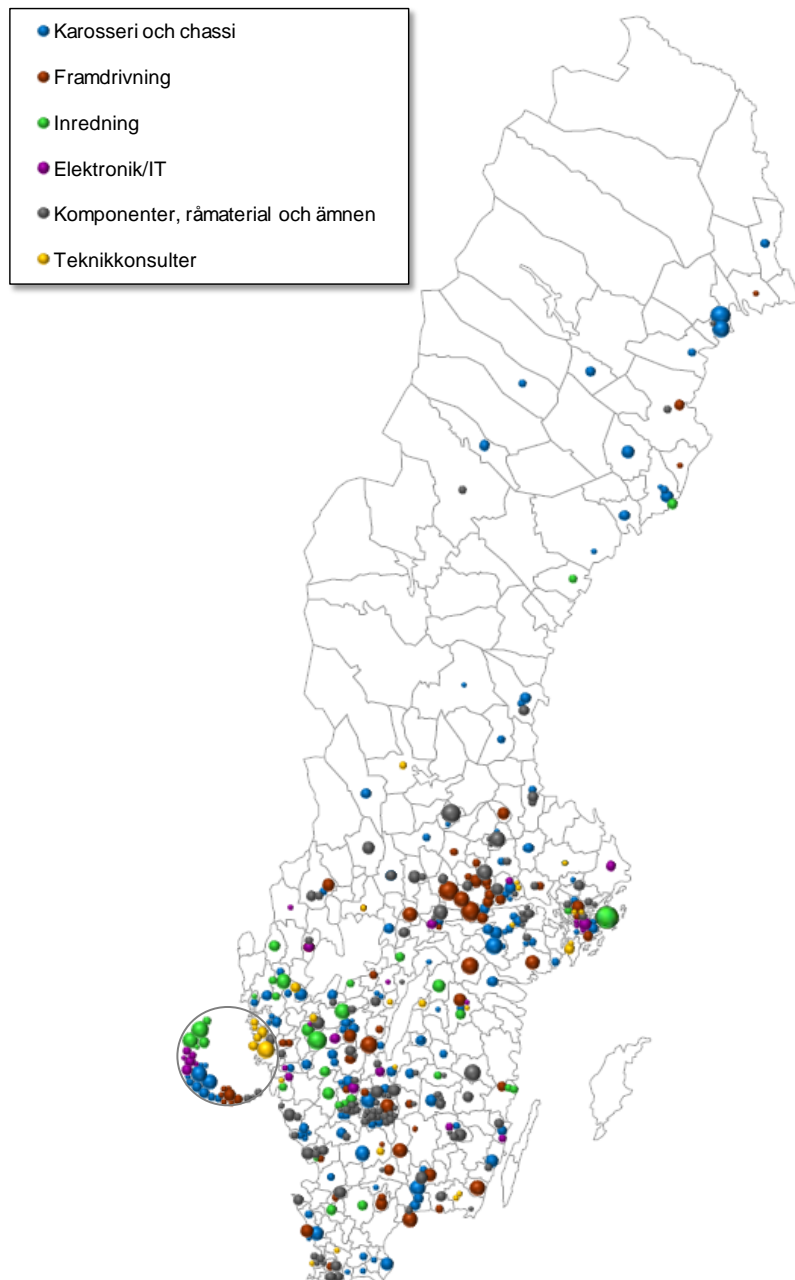 Karosseri och chassi
Framdrivning
Inredning
Elektronik/IT
Komponenter, råmaterial och ämnen
Teknikkonsulter